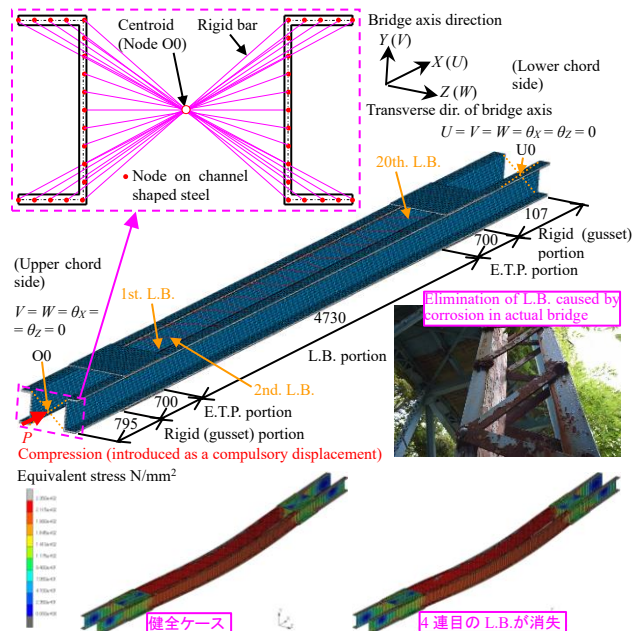 Centroid
(Node O0)
Rigid bar
Node on channel
shaped steel
Bridge axis direction
Y (V)
X (U)
Z (W)
(Lower chord
side)
Transverse dir. of bridge axis
U = V = W = θX = θZ = 0
U0
20th. L.B.
107
700
Rigid (gusset)
portion
E.T.P. portion
(Upper chord
side)
V = W = θX =
= θZ = 0
O0
1st. L.B.
4730
Elimination of L.B. caused by
corrosion in actual bridge
L.B. portion
2nd. L.B.
E.T.P. portion
700
Rigid (gusset) portion
795
P
Compression (introduced as a compulsory displacement)
Equivalent stress N/mm2
健全ケース
4 連目の L.B.が消失